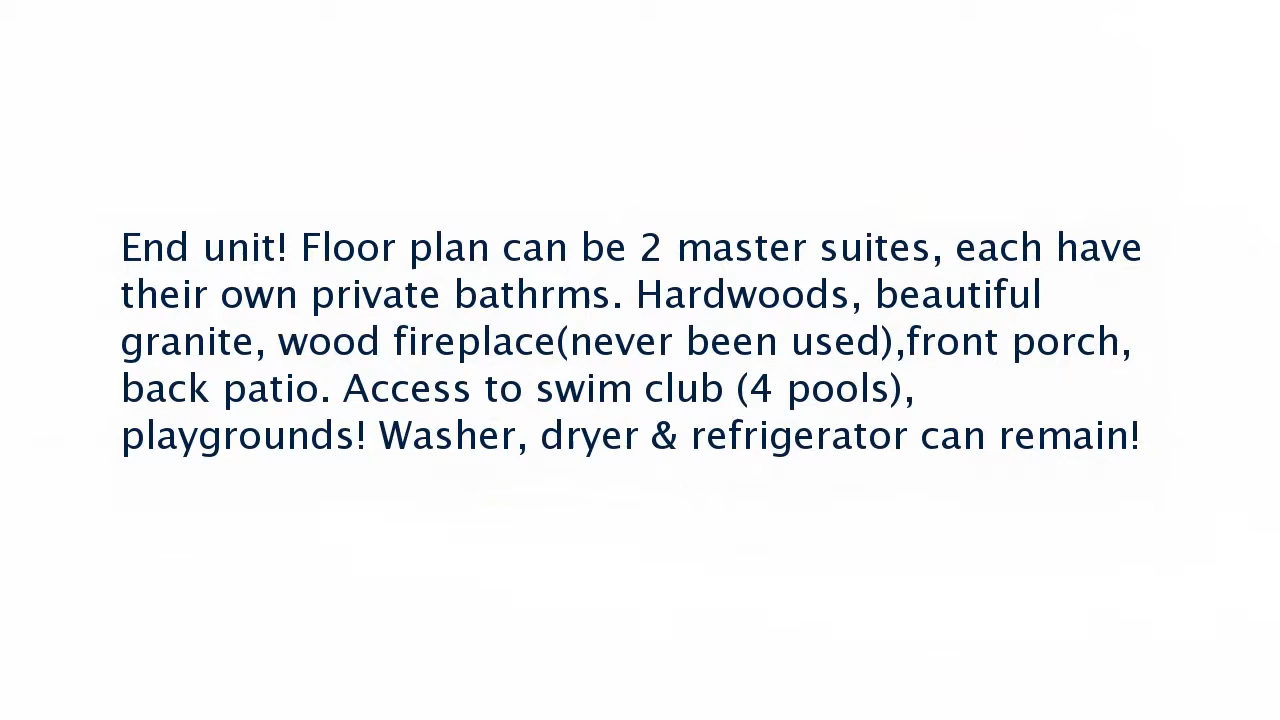 End unit! Floor plan can be 2 master suites, each have
their own private bathrms. Hardwoods, beautiful
granite, wood fireplace(never been used),front porch,
back patio. Access to swim club (4 pools),
playgrounds! Washer, dryer & refrigerator can remain!